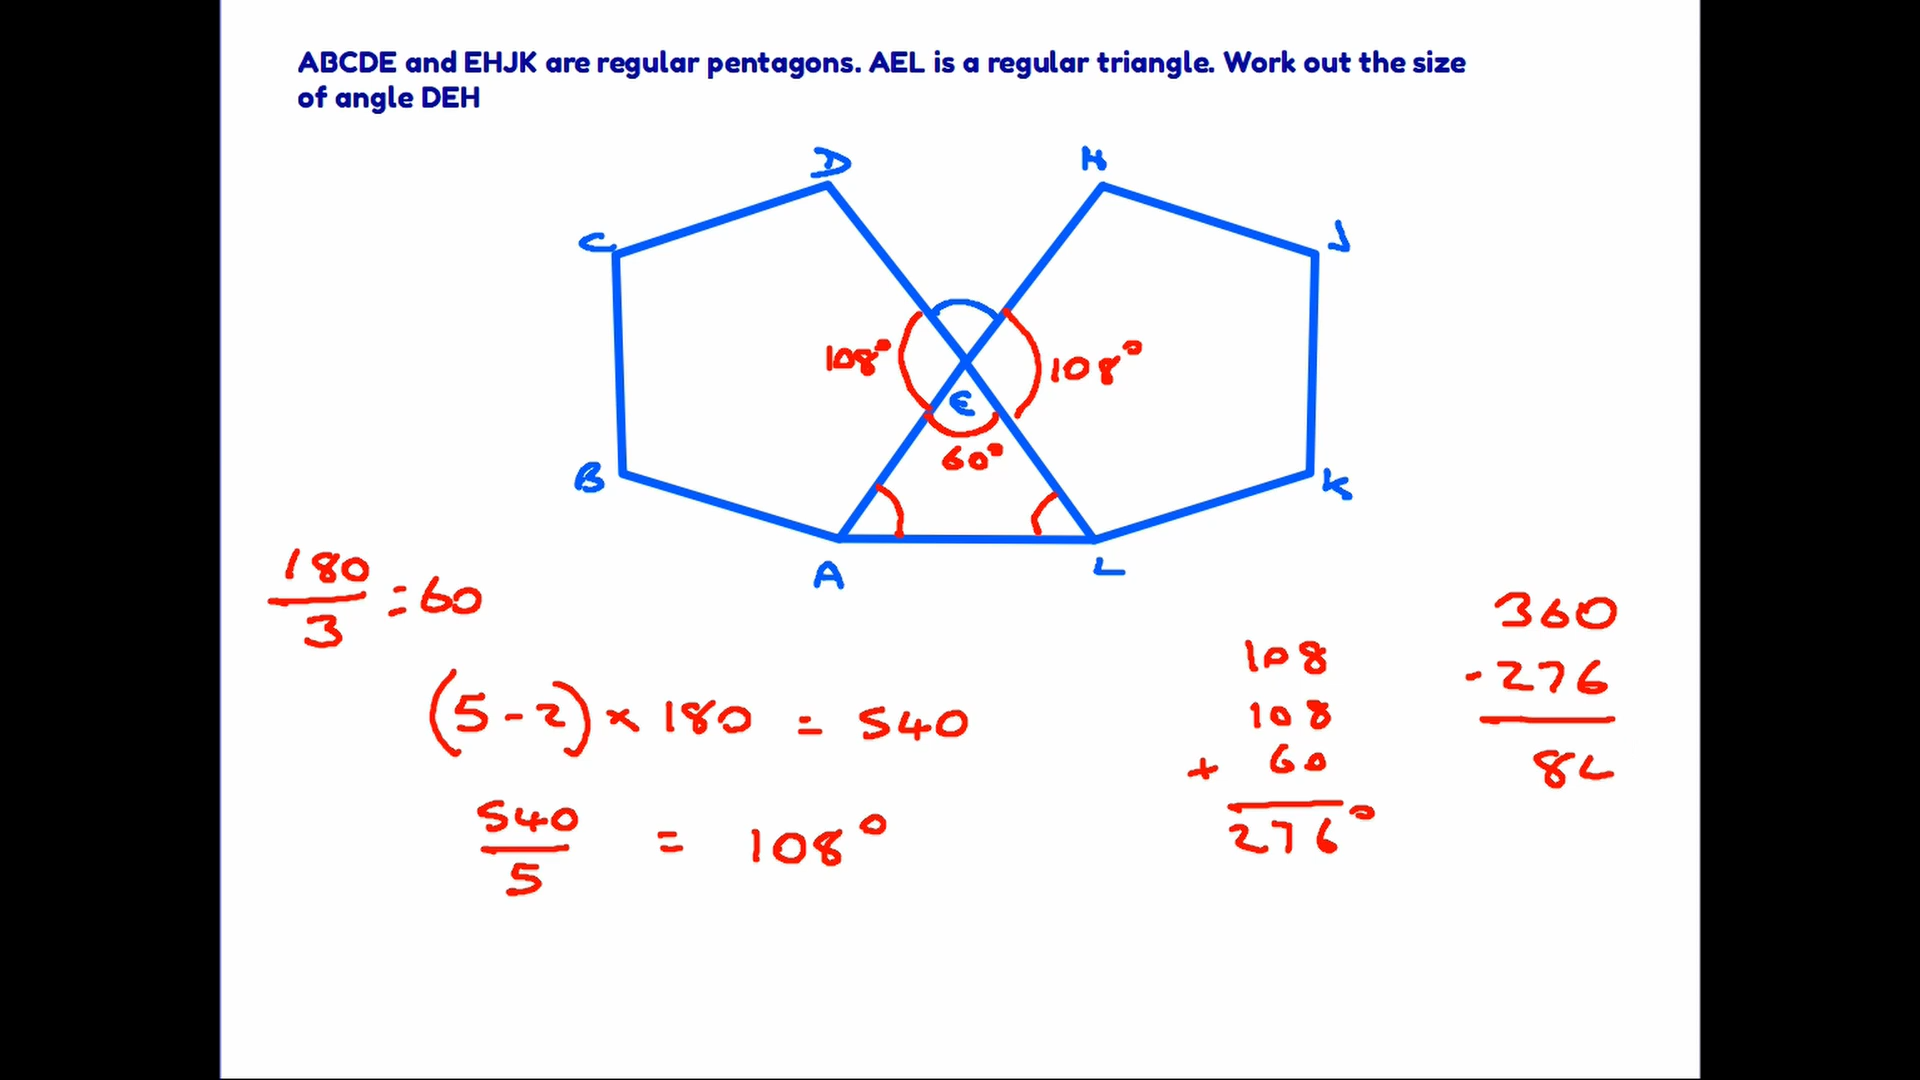 ABCDE and EHJK are regular pentagons. AEL is a regular triangle. Work out the size
of angle DEH
D
H
C
J
108°
108°
E
60°
B
K
A
L
180
3
=60
(5-2) x 180 = 540
540
5
= 108°
108
108
+ 60
276°
360
-276
8